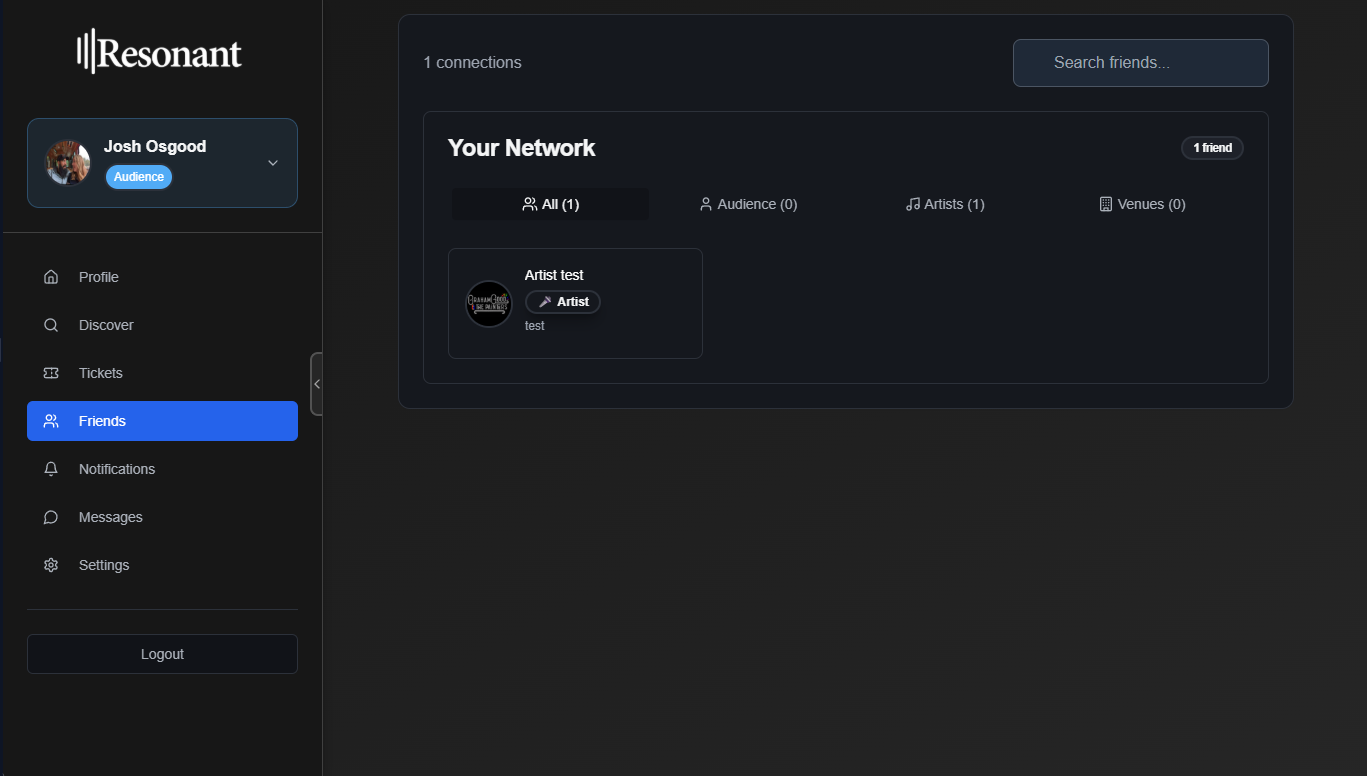 Resonant
Josh Osgood
Audience
Profile
Discover
Tickets
Friends
Notifications
Messages
Settings
Logout
1 connections
Search friends...
Your Network
1 friend
All (1)
Audience (0)
Artists (1)
Venues (0)
Artist test
Artist
test